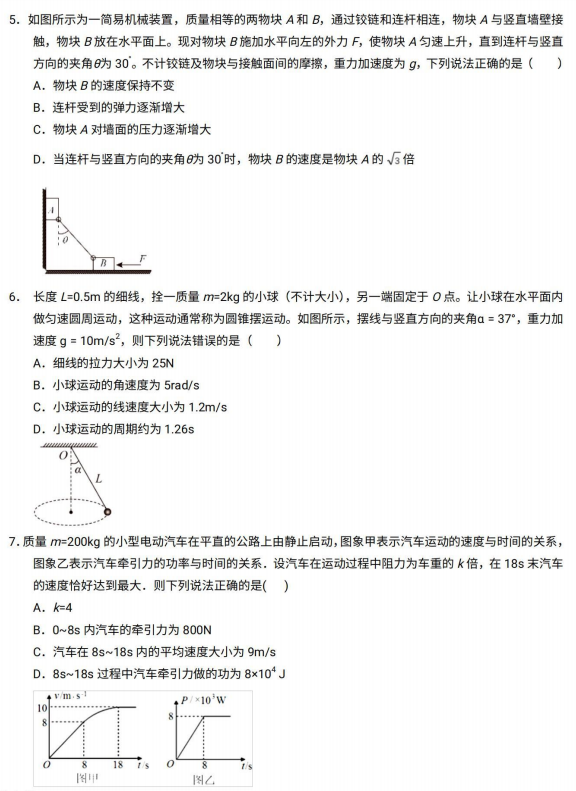 5．如图所示为一简易机械装置，质量相等的两物块 A 和 B，通过铰链和连杆相连，物块 A 与竖直墙壁接
触，物块 B 放在水平面上。现对物块 B 施加水平向左的外力 F，使物块 A 匀速上升，直到连杆与竖直
方向的夹角θ为 30°。不计铰链及物块与接触面间的摩擦，重力加速度为 g，下列说法正确的是（ ）
A．物块 B 的速度保持不变
B．连杆受到的弹力逐渐增大
C．物块 A 对墙面的压力逐渐增大
D．当连杆与竖直方向的夹角θ为 30°时，物块 B 的速度是物块 A 的 √3 倍
A
θ
B
F
6． 长度 L=0.5m 的细线，拴一质量 m=2kg 的小球（不计大小），另一端固定于 O 点。让小球在水平面内
做匀速圆周运动，这种运动通常称为圆锥摆运动。如图所示，摆线与竖直方向的夹角α = 37°，重力加
速度 g = 10m/s²，则下列说法错误的是（ ）
A．细线的拉力大小为 25N
B．小球运动的角速度为 5rad/s
C．小球运动的线速度大小为 1.2m/s
D．小球运动的周期约为 1.26s
O
α
L
7．质量 m=200kg 的小型电动汽车在平直的公路上由静止启动，图象甲表示汽车运动的速度与时间的关系，
图象乙表示汽车牵引力的功率与时间的关系．设汽车在运动过程中阻力为车重的 k 倍，在 18s 末汽车
的速度恰好达到最大．则下列说法正确的是( )
A．k=4
B．0~8s 内汽车的牵引力为 800N
C．汽车在 8s~18s 内的平均速度大小为 9m/s
D．8s~18s 过程中汽车牵引力做的功为 8×10⁴ J
v/m·s⁻¹
10
8
O 8 18 t/s
图甲
P/×10³W
8
O 8 t/s
图乙